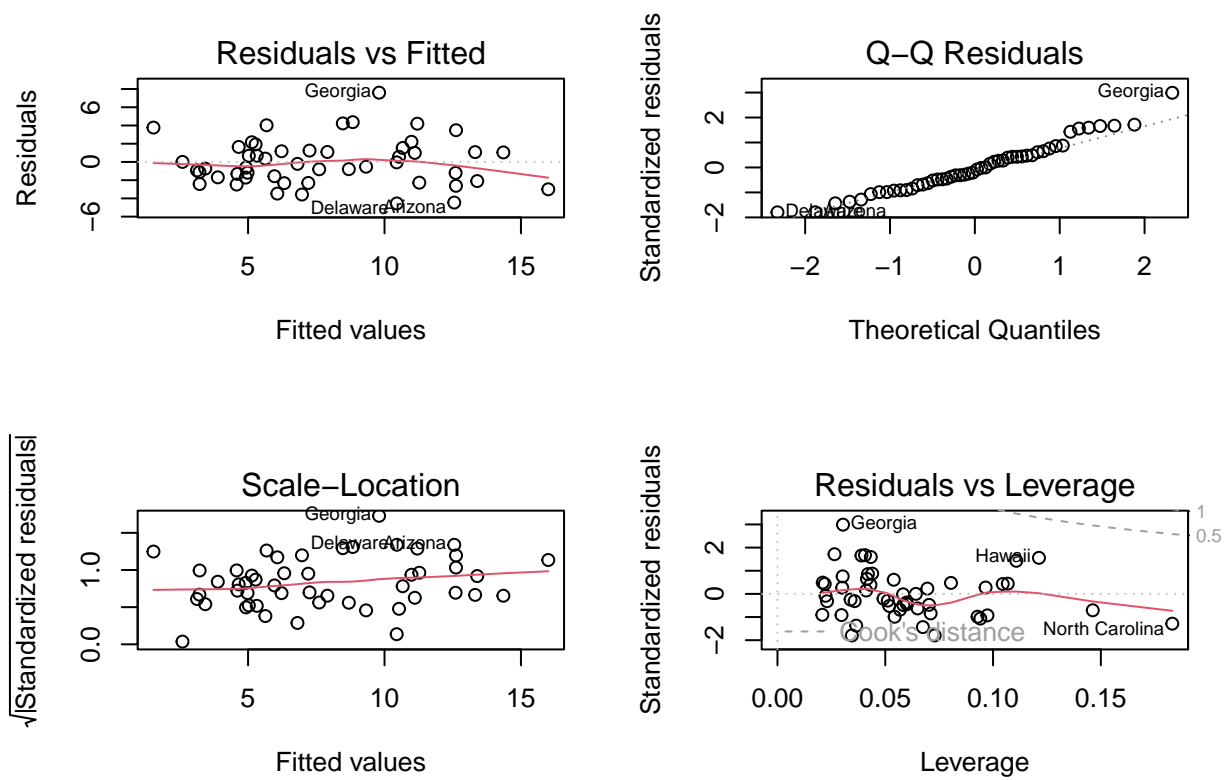 Residuals vs Fitted
Residuals
6
0
−6
Georgia
Delaware
Arizona
5
10
15
Fitted values
Q−Q Residuals
Standardized residuals
2
0
−2
Georgia
Delaware
Arizona
−2
−1
0
1
2
Theoretical Quantiles
Scale−Location
√|Standardized residuals|
1.0
0.0
Georgia
Delaware
Arizona
5
10
15
Fitted values
Residuals vs Leverage
Standardized residuals
2
0
−2
1
0.5
Georgia
Hawaii
North Carolina
Cook's distance
0.00
0.05
0.10
0.15
Leverage